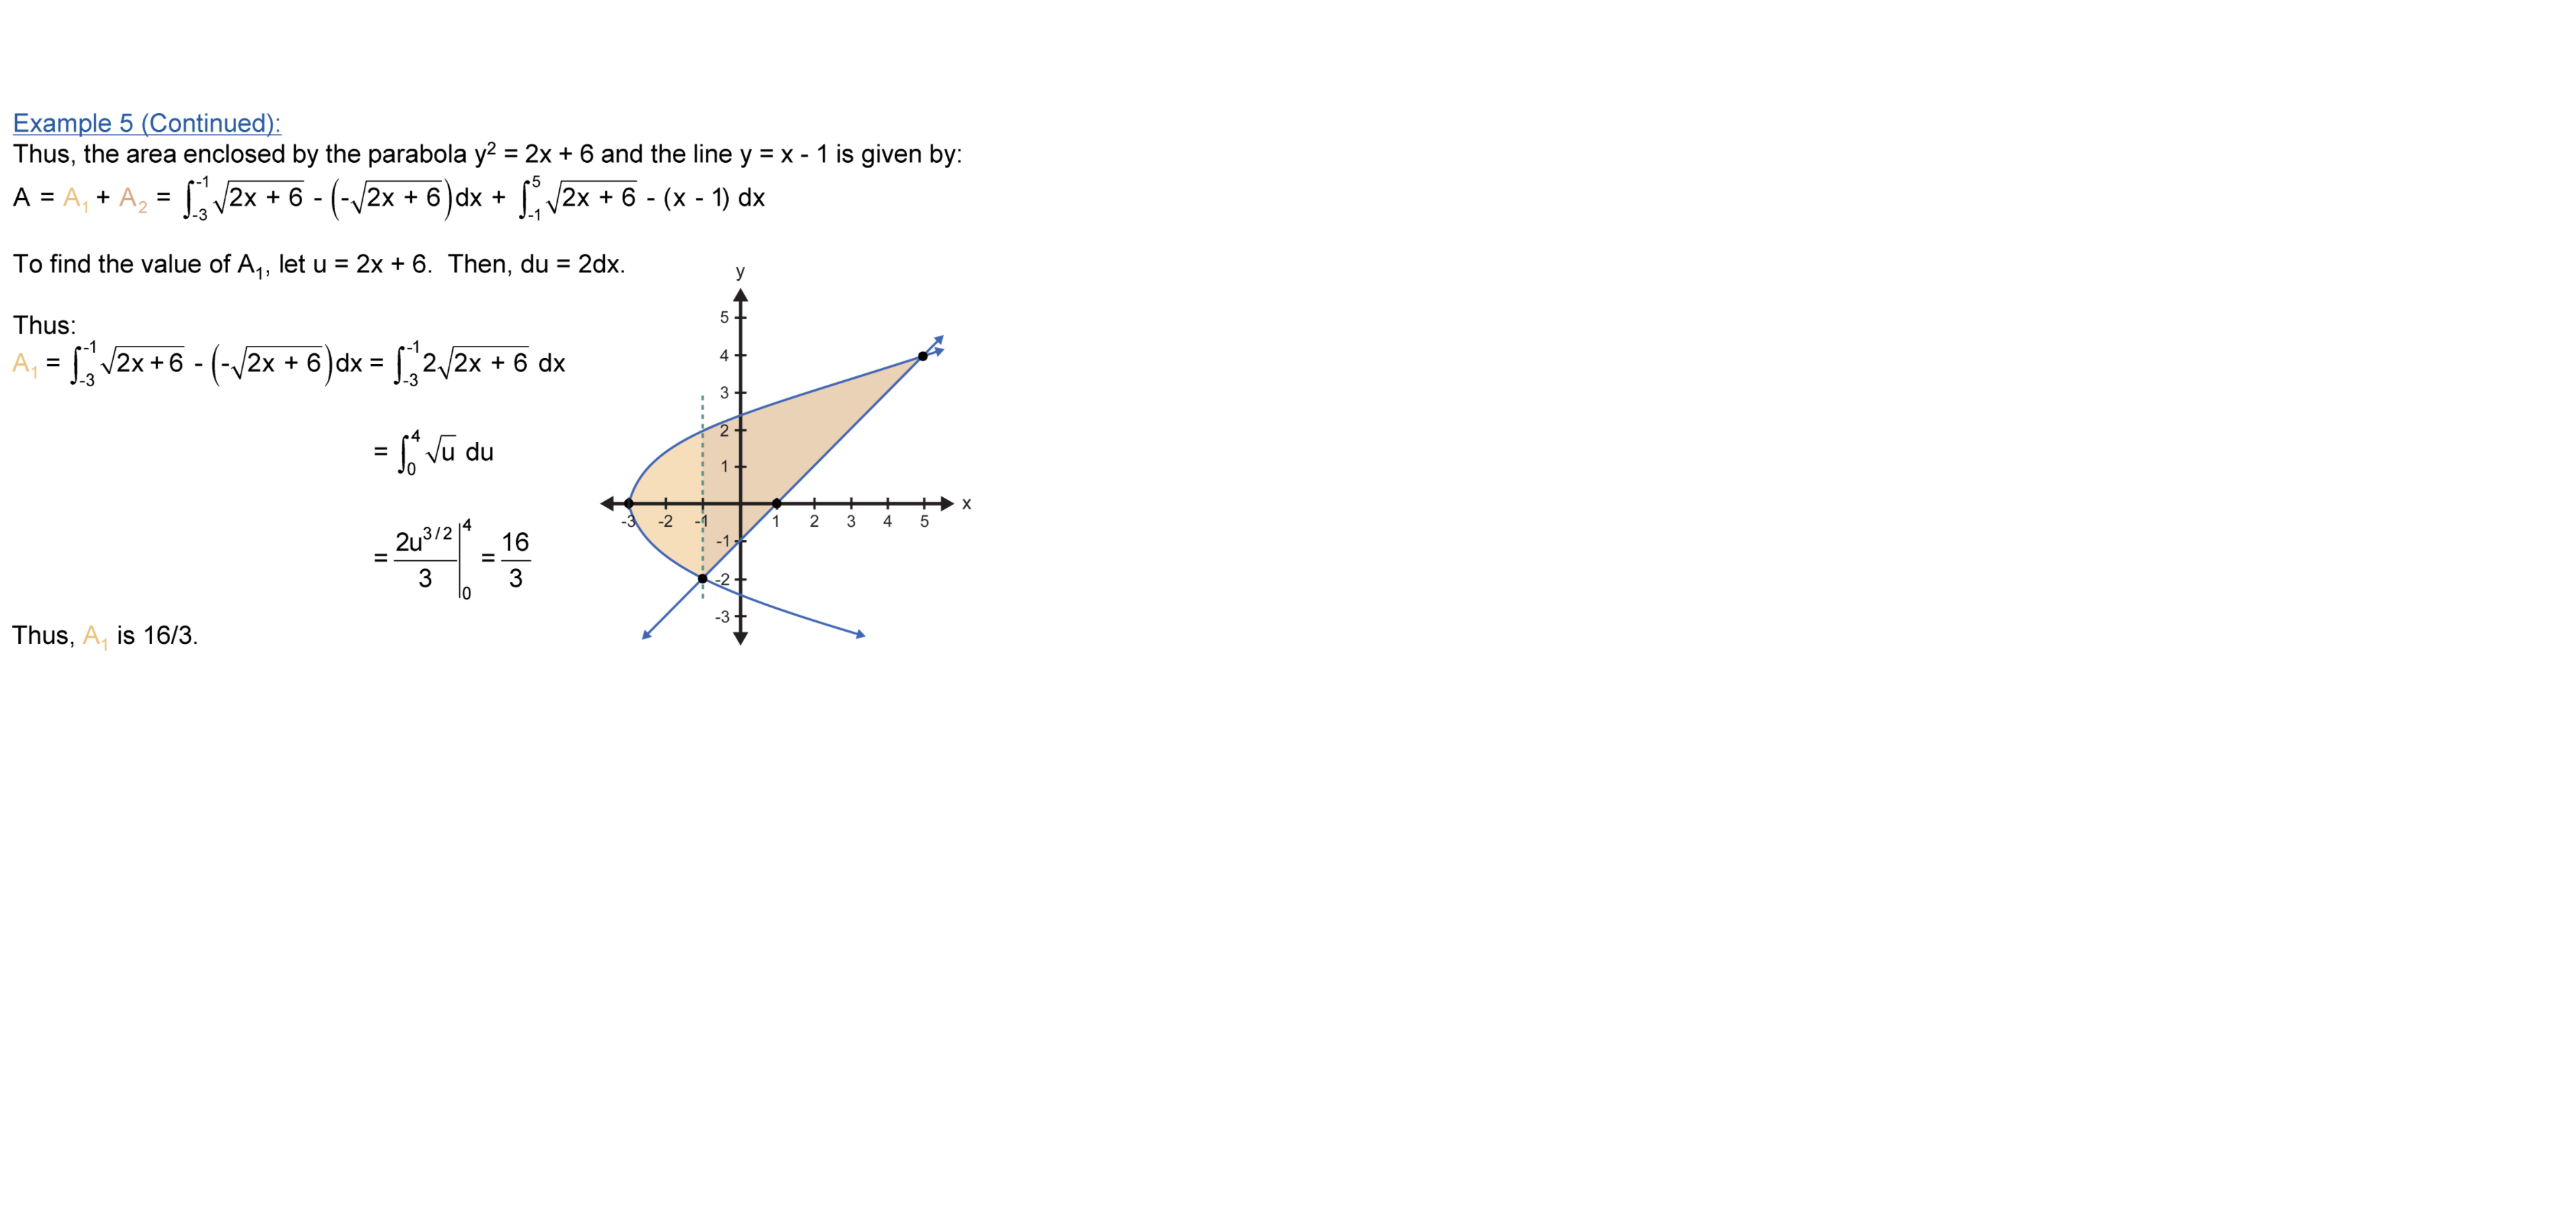 Example 5 (Continued):
Thus, the area enclosed by the parabola y² = 2x + 6 and the line y = x - 1 is given by:
A = A₁ + A₂ = ∫₋₃⁻¹ √(2x + 6) - (-√(2x + 6)) dx + ∫₋₁⁵ √(2x + 6) - (x - 1) dx
To find the value of A₁, let u = 2x + 6. Then, du = 2dx.
Thus:
A₁ = ∫₋₃⁻¹ √(2x + 6) - (-√(2x + 6)) dx = ∫₋₃⁻¹ 2√(2x + 6) dx
= ∫₀⁴ √u du
= 2u³/² / 3 |₀⁴ = 16/3
Thus, A₁ is 16/3.
y
5
4
3
2
1
-3 -2 -1 1 2 3 4 5 x
-1
-2
-3